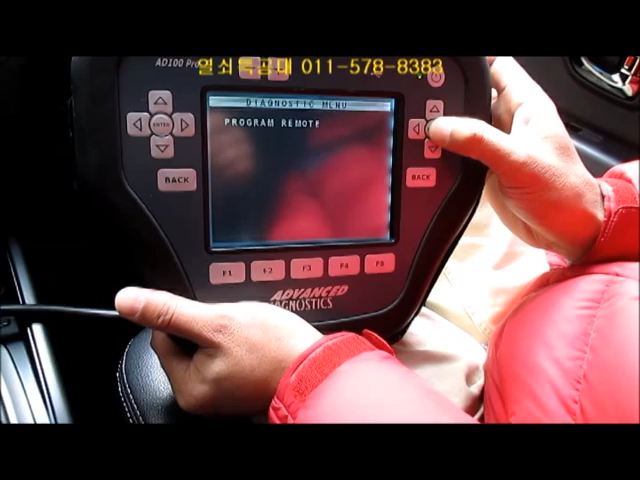 AD100 Pro
열쇠특공대 011-578-8383
DIAGNOSTIC MENU
PROGRAM REMOTE
ENTER
BACK
BACK
F1 F2 F3 F4 F5
ADVANCED
DIAGNOSTICS